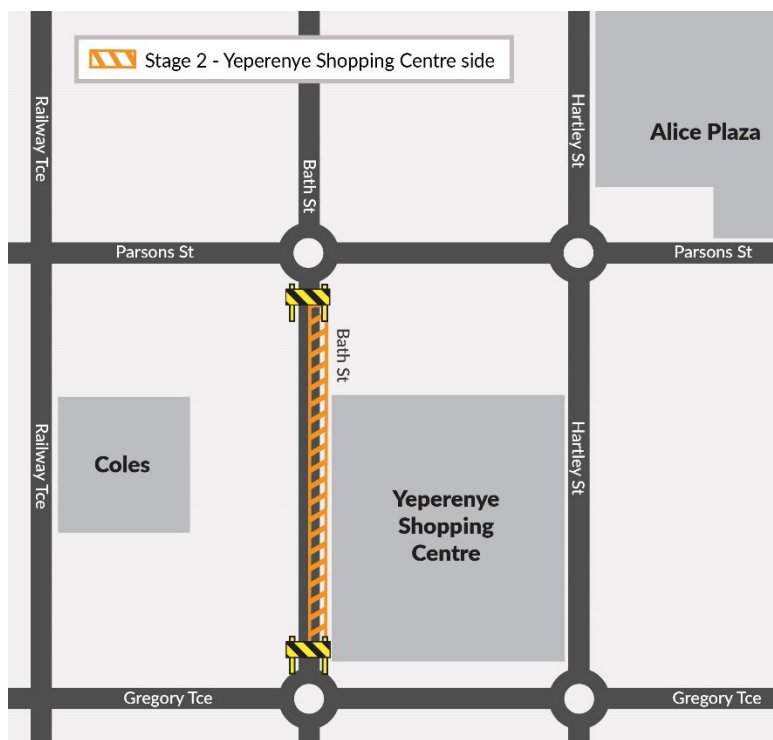 Stage 2 - Yeperenye Shopping Centre side
Railway Tce
Bath St
Hartley St
Alice Plaza
Parsons St
Parsons St
Bath St
Railway Tce
Coles
Yeperenye
Shopping
Centre
Hartley St
Gregory Tce
Gregory Tce